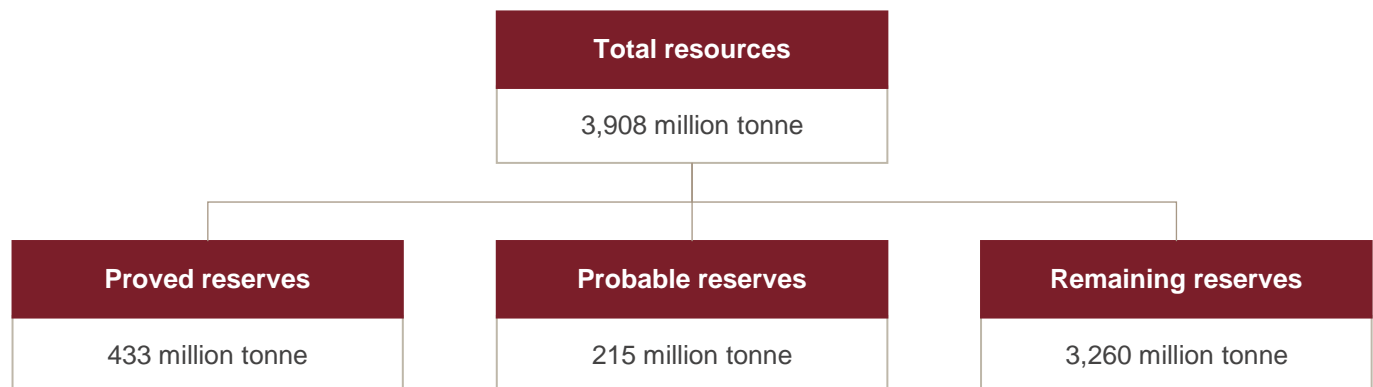 Total resources
3,908 million tonne
Proved reserves
Probable reserves
Remaining reserves
433 million tonne
215 million tonne
3,260 million tonne